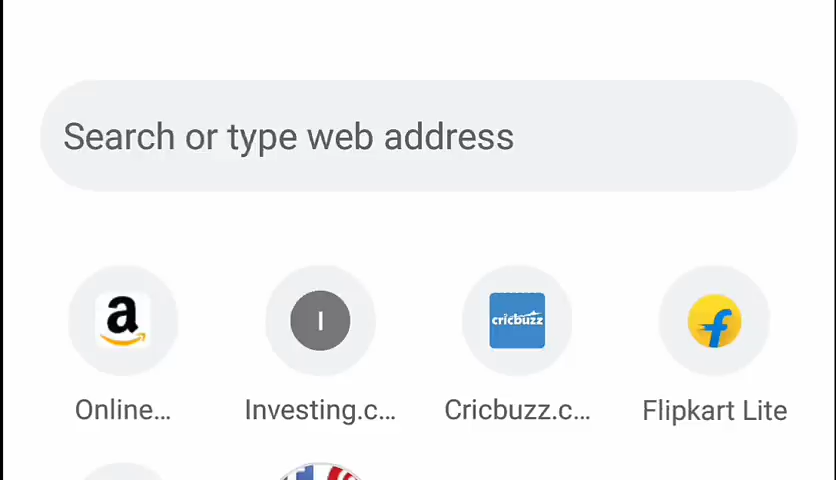 Search or type web address
a
I
cricbuzz
f
Online...
Investing.c...
Cricbuzz.c...
Flipkart Lite